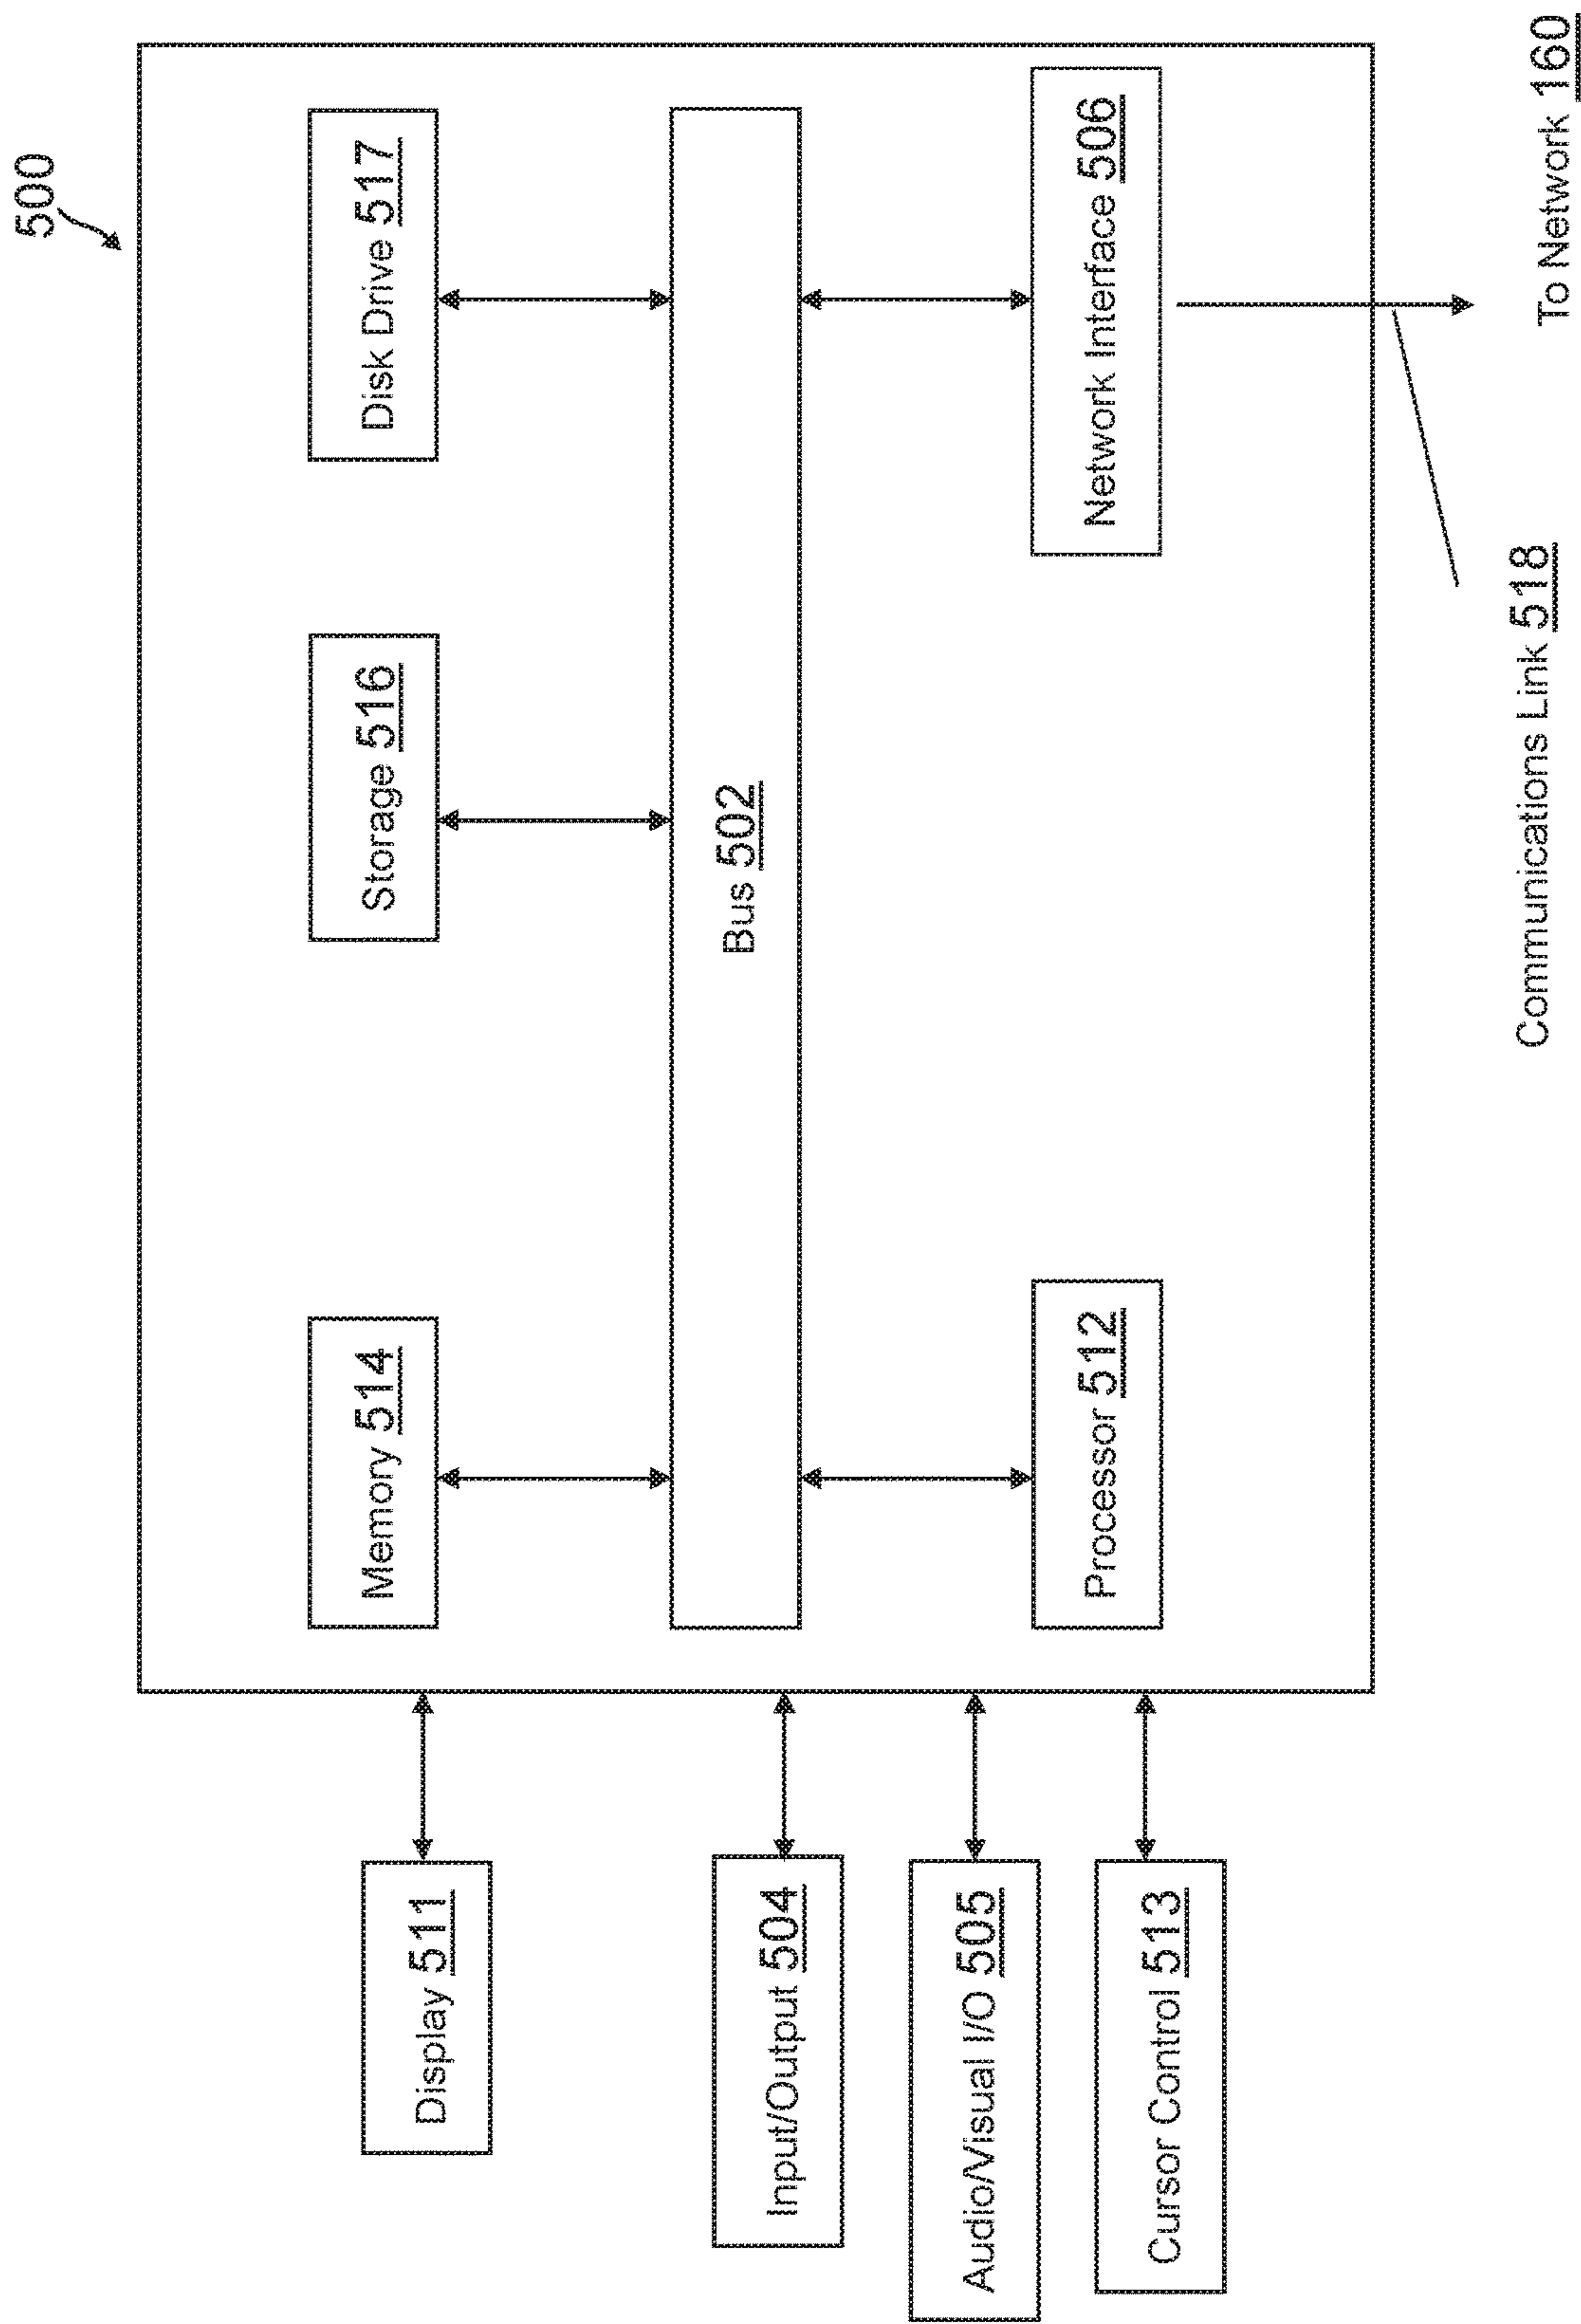 500
Display 511
Memory 514
Storage 516
Disk Drive 517
Input/Output 504
Bus 502
Audio/Visual I/O 505
Cursor Control 513
Processor 512
Network Interface 506
Communications Link 518
To Network 160